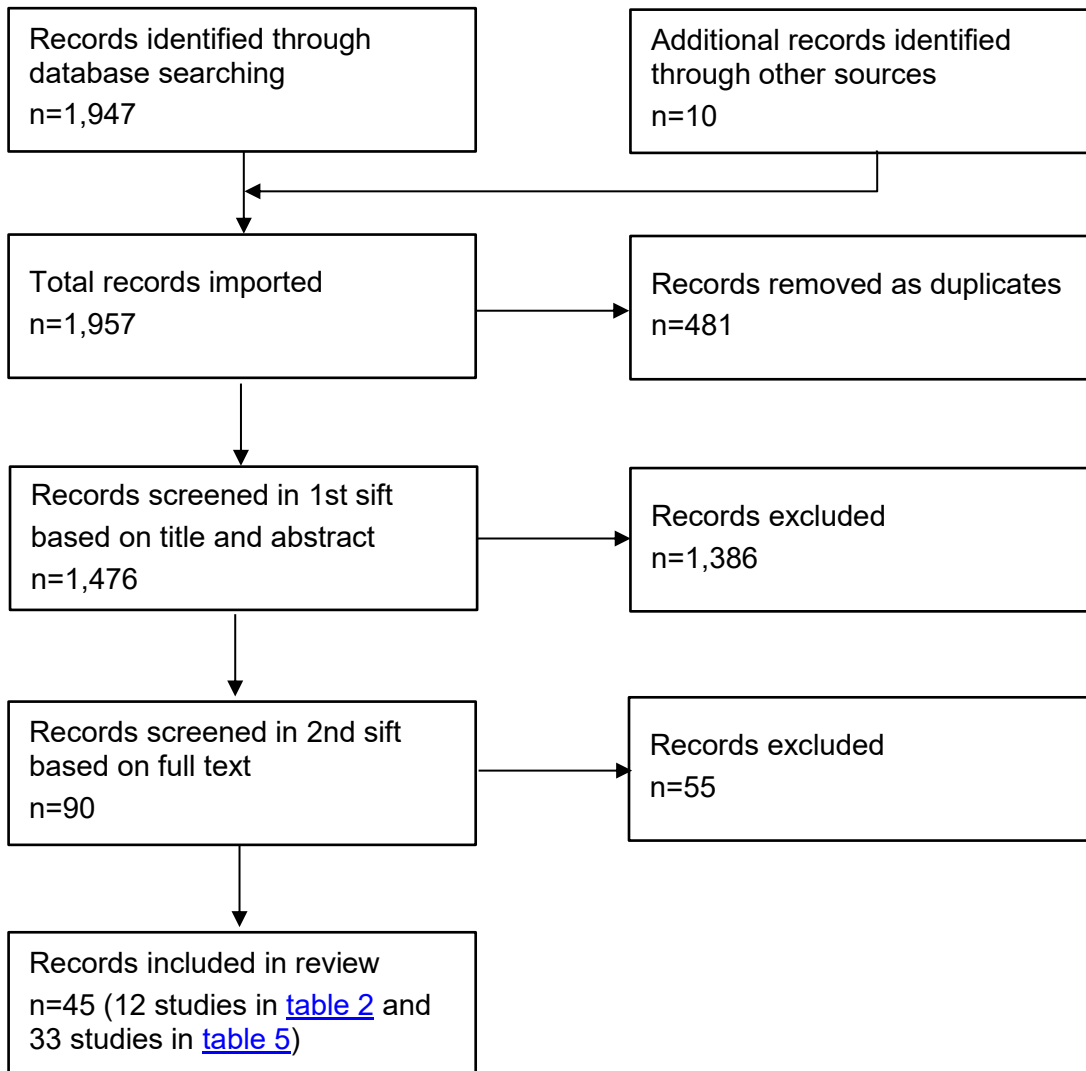 Records identified through
database searching
n=1,947
Additional records identified
through other sources
n=10
Total records imported
n=1,957
Records removed as duplicates
n=481
Records screened in 1st sift
based on title and abstract
n=1,476
Records excluded
n=1,386
Records screened in 2nd sift
based on full text
n=90
Records excluded
n=55
Records included in review
n=45 (12 studies in table 2 and
33 studies in table 5)